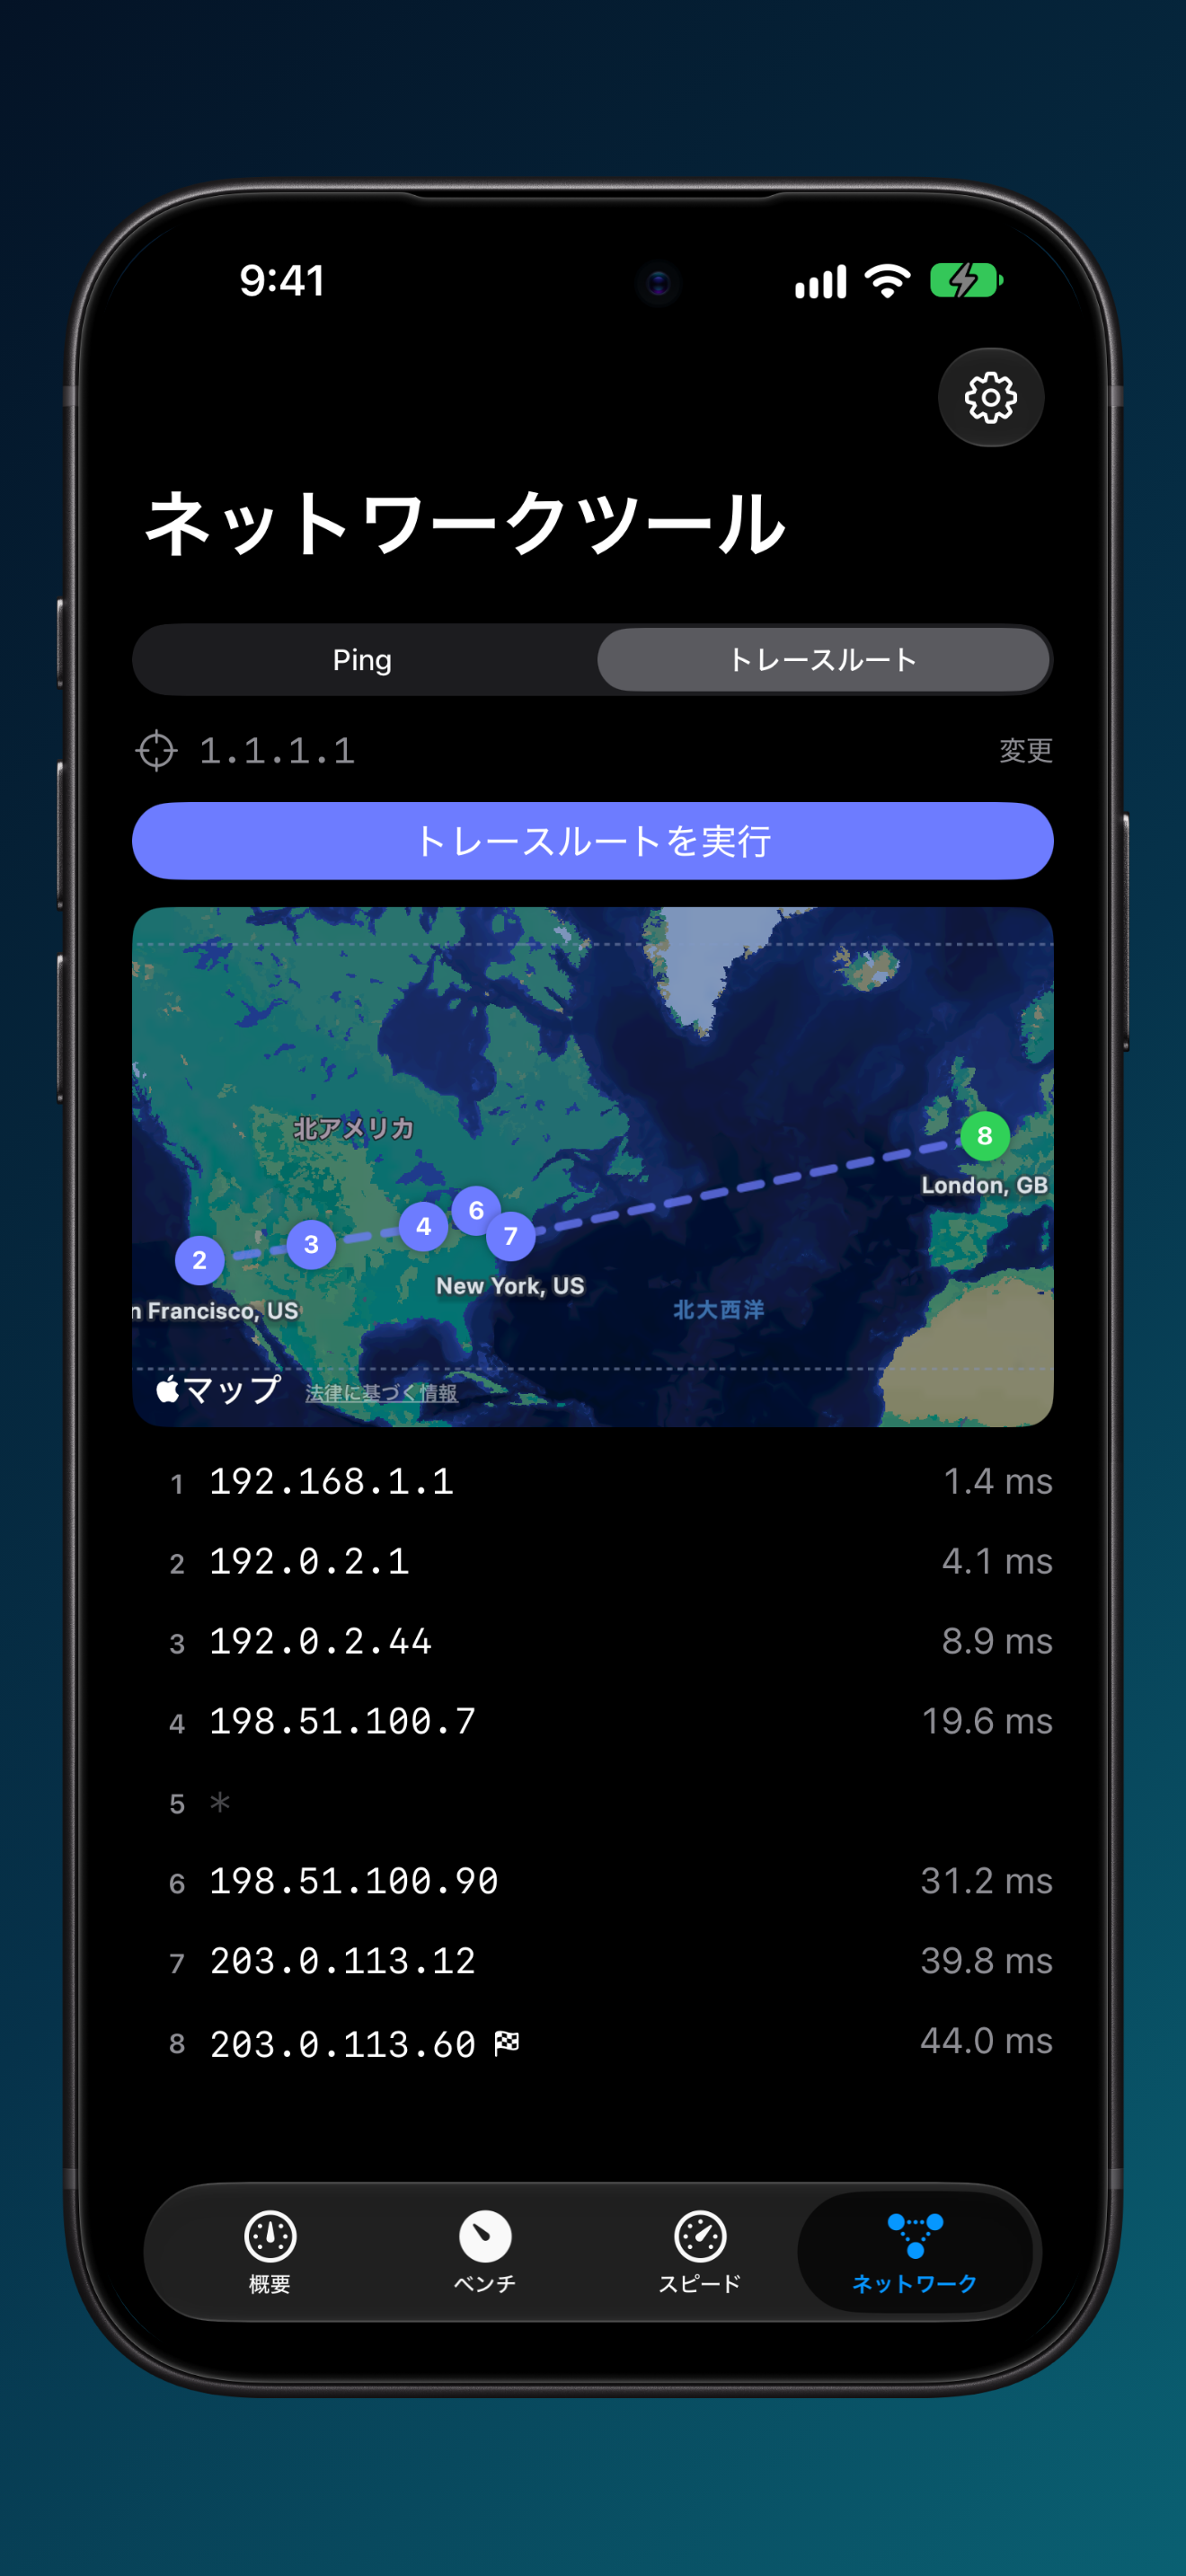 9:41
ネットワークツール
Ping
トレースルート
1.1.1.1
変更
トレースルートを実行
北アメリカ
8
London, GB
6
4
7
3
2
New York, US
n Francisco, US
北大西洋
マップ
法律に基づく情報
1 192.168.1.1 1.4 ms
2 192.0.2.1 4.1 ms
3 192.0.2.44 8.9 ms
4 198.51.100.7 19.6 ms
5 *
6 198.51.100.90 31.2 ms
7 203.0.113.12 39.8 ms
8 203.0.113.60 44.0 ms
概要
ベンチ
スピード
ネットワーク